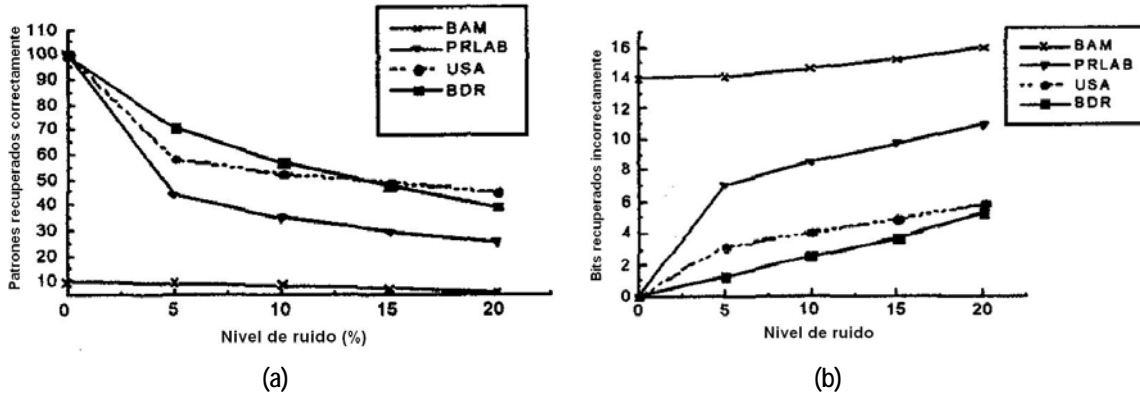 Patrones recuperados correctamente
110
100
90
80
70
60
50
40
30
20
10
0
5
10
15
20
Nivel de ruido (%)
BAM
PRLAB
USA
BDR
(a)
Bits recuperados incorrectamente
16
14
12
10
8
6
4
2
0
0
5
10
15
20
Nivel de ruido
BAM
PRLAB
USA
BDR
(b)